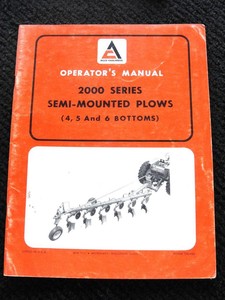 OPERATOR'S MANUAL
2000 SERIES
SEMI-MOUNTED PLOWS
(4, 5 And 6 BOTTOMS)